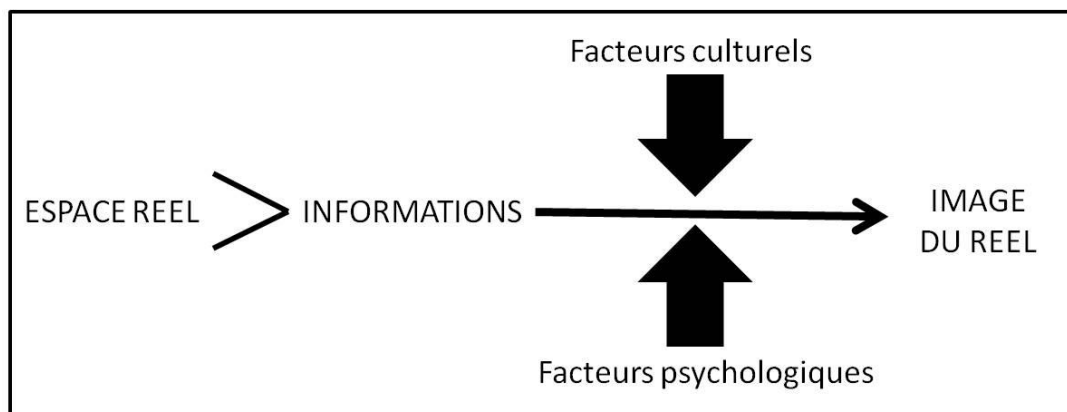 Facteurs culturels
ESPACE REEL
INFORMATIONS
IMAGE
DU REEL
Facteurs psychologiques